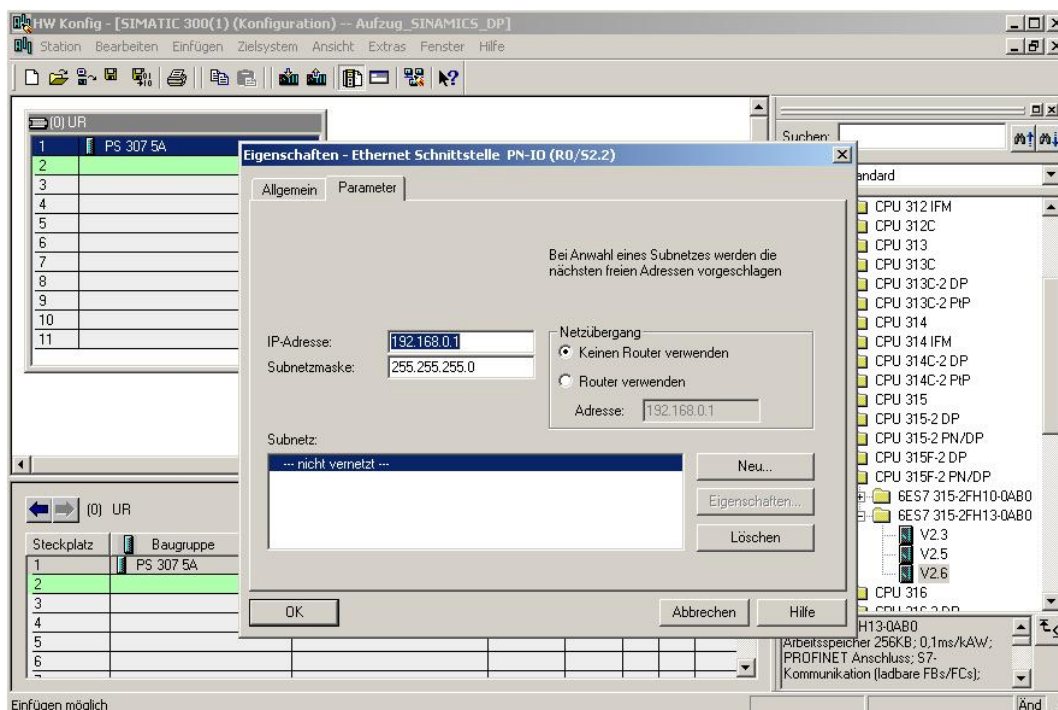 HW Konfig - [SIMATIC 300(1) (Konfiguration) -- Aufzug_SINAMICS_DP]
Station Bearbeiten Einfügen Zielsystem Ansicht Extras Fenster Hilfe
(0) UR
1 PS 307 5A
2
3
4
5
6
7
8
9
10
11
Eigenschaften - Ethernet Schnittstelle PN-IO (R0/S2.2)
Allgemein Parameter
Bei Anwahl eines Subnetzes werden die
nächsten freien Adressen vorgeschlagen
IP-Adresse: 192.168.0.1
Subnetzmaske: 255.255.255.0
Netzübergang
Keinen Router verwenden
Router verwenden
Adresse: 192.168.0.1
Subnetz:
--- nicht vernetzt ---
Neu...
Eigenschaften...
Löschen
OK
Abbrechen
Hilfe
Suchen:
andard
CPU 312 IFM
CPU 312C
CPU 313
CPU 313C
CPU 313C-2 DP
CPU 313C-2 PtP
CPU 314
CPU 314 IFM
CPU 314C-2 DP
CPU 314C-2 PtP
CPU 315
CPU 315-2 DP
CPU 315-2 PN/DP
CPU 315F-2 DP
CPU 315F-2 PN/DP
6ES7 315-2FH10-0AB0
6ES7 315-2FH13-0AB0
V2.3
V2.5
V2.6
CPU 316
CPU 316-2 DP
H13-0AB0
Arbeitsspeicher 256KB; 0,1ms/kAW;
PROFINET Anschluss; S7-
Kommunikation (ladbare FBs/FCs);
(0) UR
Steckplatz Baugruppe
1 PS 307 5A
2
3
4
5
6
Einfügen möglich
Änd